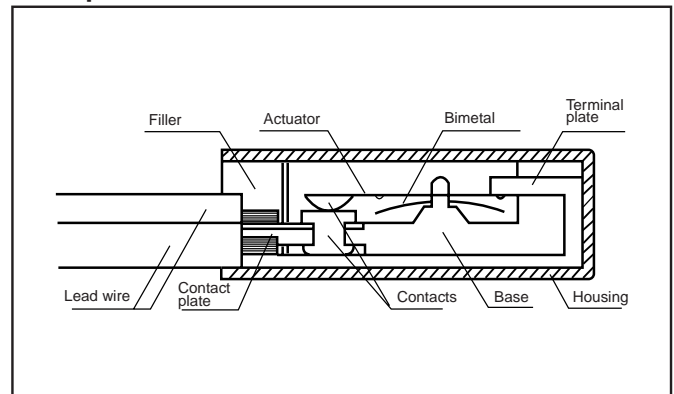 Filler
Actuator
Bimetal
Terminal
plate
Lead wire
Contact
plate
Contacts
Base
Housing